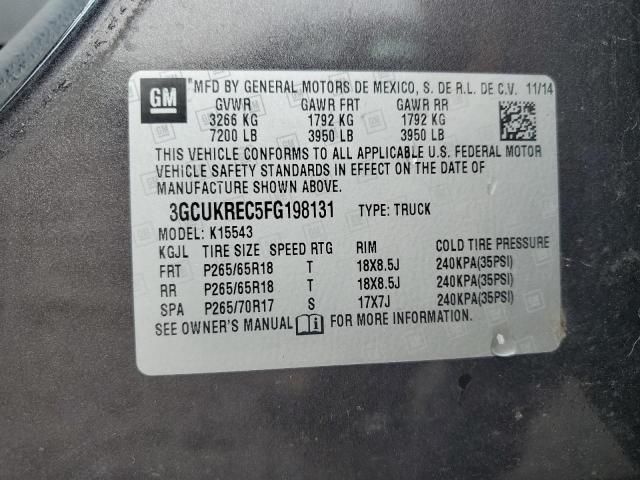 GM
MFD BY GENERAL MOTORS DE MEXICO, S. DE R.L. DE C.V. 11/14
GVWR GAWR FRT GAWR RR
3266 KG 1792 KG 1792 KG
7200 LB 3950 LB 3950 LB
THIS VEHICLE CONFORMS TO ALL APPLICABLE U.S. FEDERAL MOTOR
VEHICLE SAFETY STANDARDS IN EFFECT ON THE DATE OF
MANUFACTURE SHOWN ABOVE.
3GCUKREC5FG198131 TYPE: TRUCK
MODEL: K15543
KGJL TIRE SIZE SPEED RTG RIM COLD TIRE PRESSURE
FRT P265/65R18 T 18X8.5J 240KPA(35PSI)
RR P265/65R18 T 18X8.5J 240KPA(35PSI)
SPA P265/70R17 S 17X7J 240KPA(35PSI)
SEE OWNER'S MANUAL FOR MORE INFORMATION.